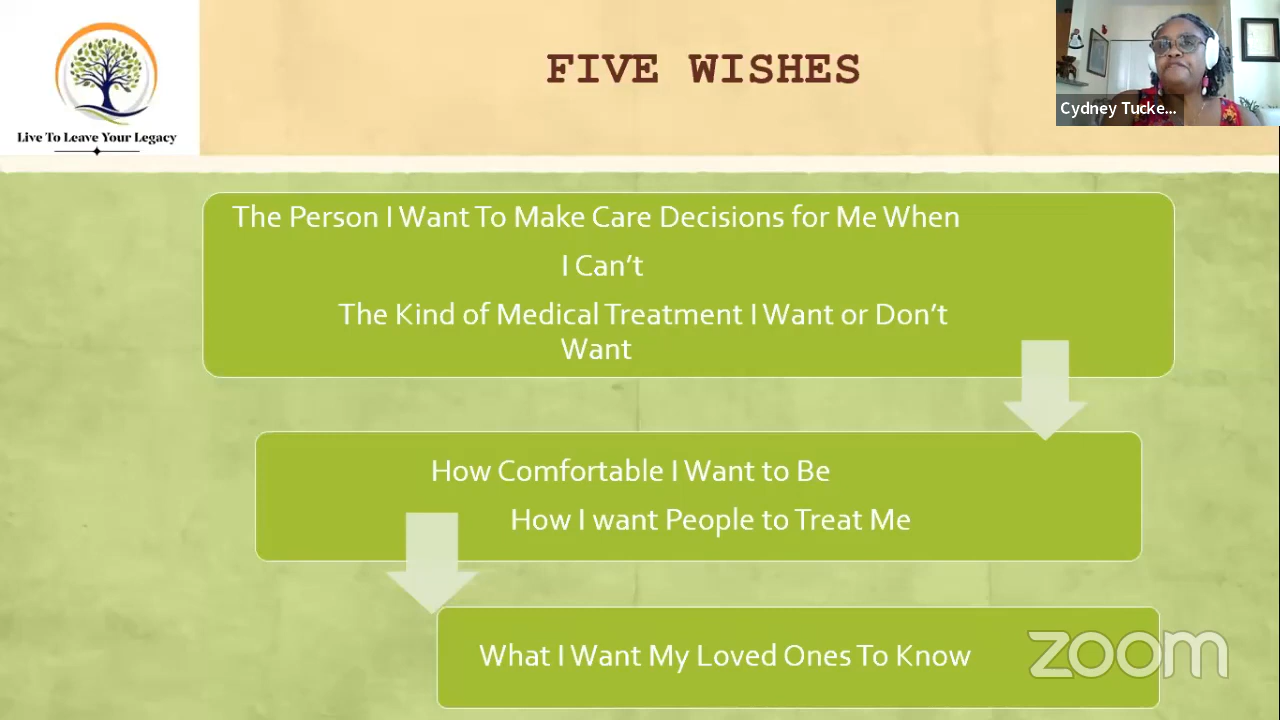 FIVE WISHES
Live To Leave Your Legacy
Cydney Tucke...
The Person I Want To Make Care Decisions for Me When
I Can’t
The Kind of Medical Treatment I Want or Don’t
Want
How Comfortable I Want to Be
How I want People to Treat Me
What I Want My Loved Ones To Know
zoom